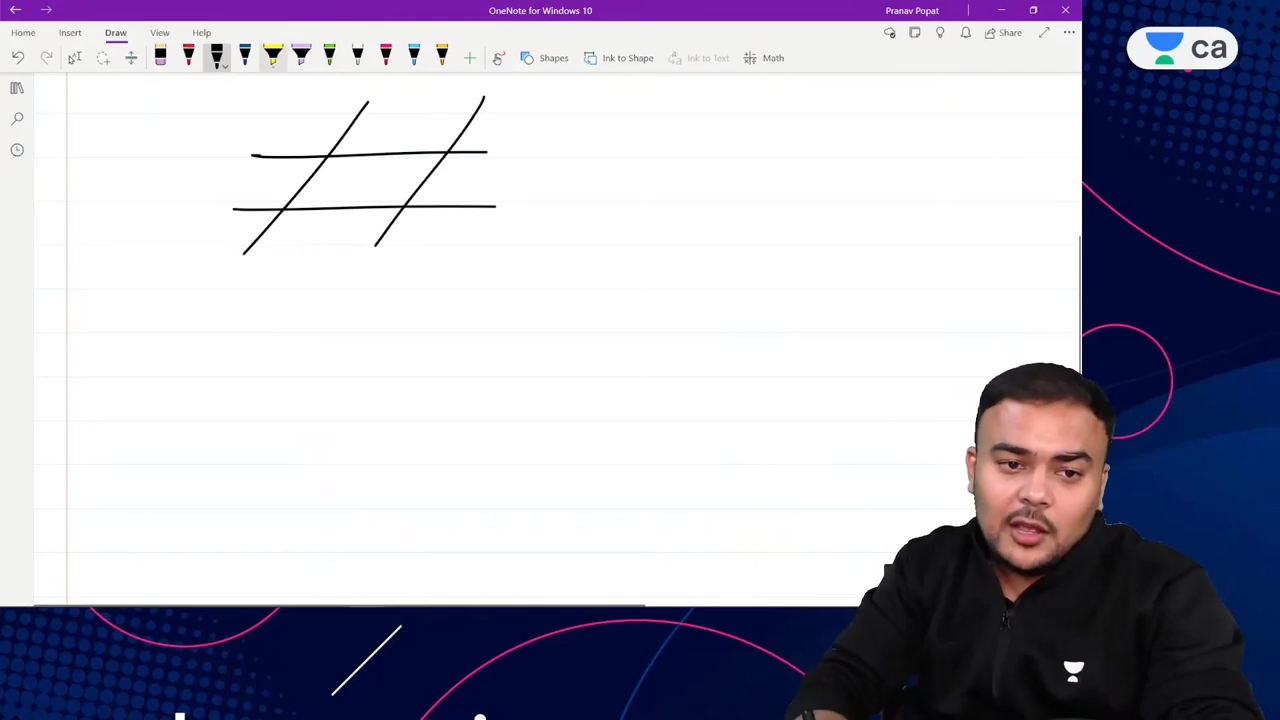 OneNote for Windows 10
Pranav Popat
Home Insert Draw View Help
Share
Shapes
Ink to Shape
Ink to Text
Math
ca
#